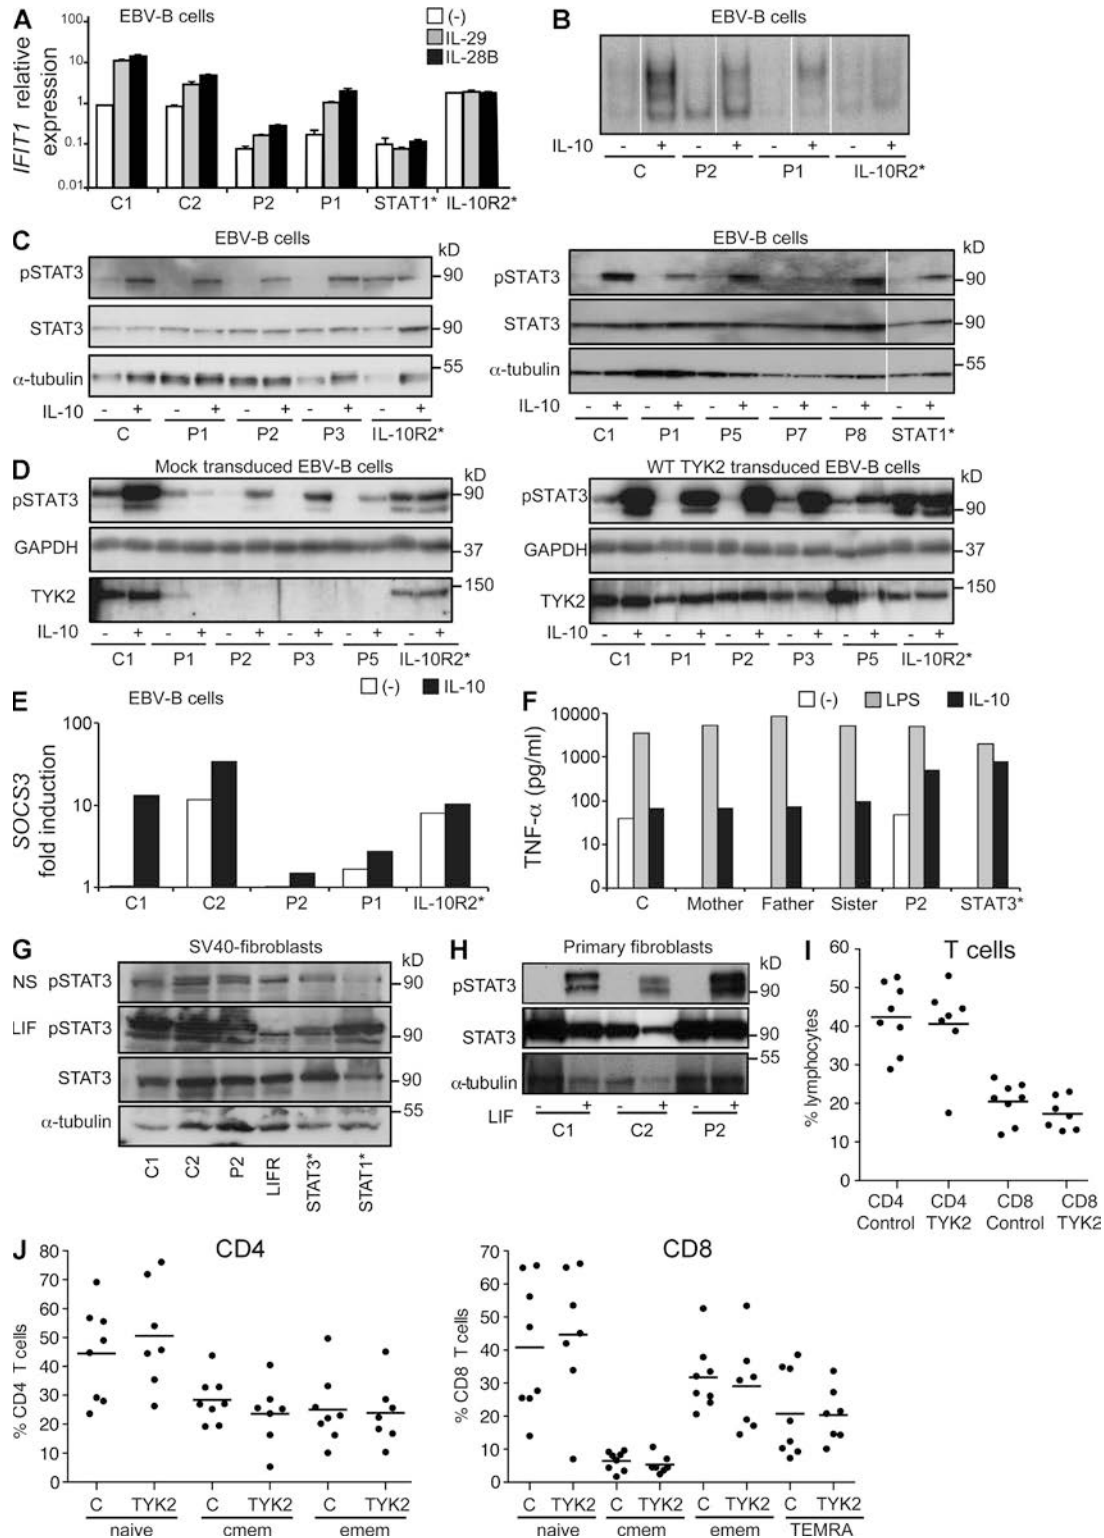 A EBV-B cells
(-)
IL-29
IL-28B
IFIT1 relative
expression
100
10
1
0.1
0.01
C1 C2 P2 P1 STAT1* IL-10R2*
B EBV-B cells
IL-10 - + - + - + - +
C P2 P1 IL-10R2*
C EBV-B cells
kD
pSTAT3 90
STAT3 90
α-tubulin 55
IL-10 - + - + - + - + - +
C P1 P2 P3 IL-10R2*
EBV-B cells
kD
pSTAT3 90
STAT3 90
α-tubulin 55
IL-10 - + - + - + - + - + - +
C1 P1 P5 P7 P8 STAT1*
D Mock transduced EBV-B cells
kD
pSTAT3 90
GAPDH 37
TYK2 150
IL-10 - + - + - + - + - + - +
C1 P1 P2 P3 P5 IL-10R2*
WT TYK2 transduced EBV-B cells
kD
pSTAT3 90
GAPDH 37
TYK2 150
IL-10 - + - + - + - + - + - +
C1 P1 P2 P3 P5 IL-10R2*
E EBV-B cells
(-) IL-10
SOCS3
fold induction
100
10
1
C1 C2 P2 P1 IL-10R2*
F (-) LPS IL-10
TNF-α (pg/ml)
10000
1000
100
10
0
C Mother Father Sister P2 STAT3*
G SV40-fibroblasts
kD
NS pSTAT3 90
LIF pSTAT3 90
STAT3 90
α-tubulin 55
C1 C2 P2 LIFR STAT3* STAT1*
H Primary fibroblasts
kD
pSTAT3 90
STAT3 90
α-tubulin 55
LIF - + - + - +
C1 C2 P2
I T cells
% lymphocytes
60
50
40
30
20
10
0
CD4 CD4 CD8 CD8
Control TYK2 Control TYK2
J CD4
% CD4 T cells
80
70
60
50
40
30
20
10
0
C TYK2 C TYK2 C TYK2
naive cmem emem
CD8
% CD8 T cells
70
60
50
40
30
20
10
0
C TYK2 C TYK2 C TYK2 C TYK2
naive cmem emem TEMRA